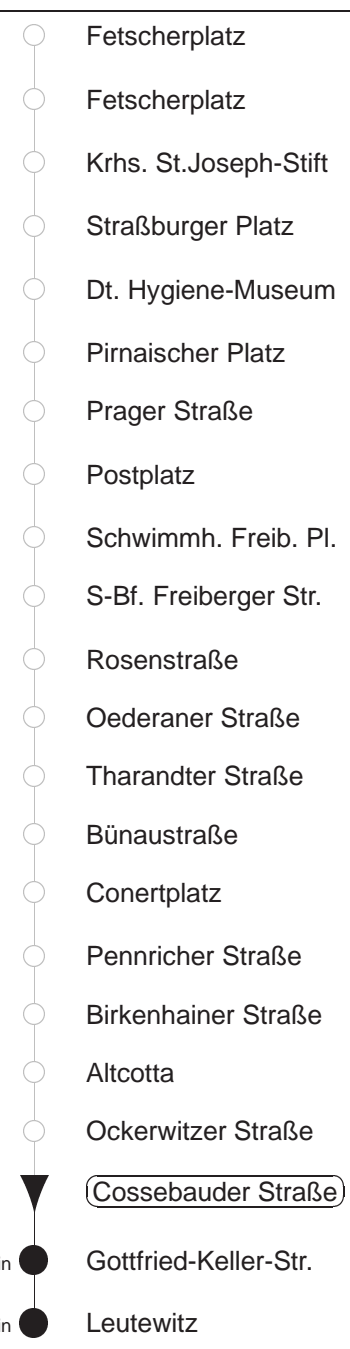 Fetscherplatz
Fetscherplatz
Krhs. St.Joseph-Stift
Straßburger Platz
Dt. Hygiene-Museum
Pirnaischer Platz
Prager Straße
Postplatz
Schwimmh. Freib. Pl.
S-Bf. Freiberger Str.
Rosenstraße
Oederaner Straße
Tharandter Straße
Bünaustraße
Conertplatz
Pennricher Straße
Birkenhainer Straße
Altcotta
Ockerwitzer Straße
Cossebauder Straße
Gottfried-Keller-Str.
Leutewitz